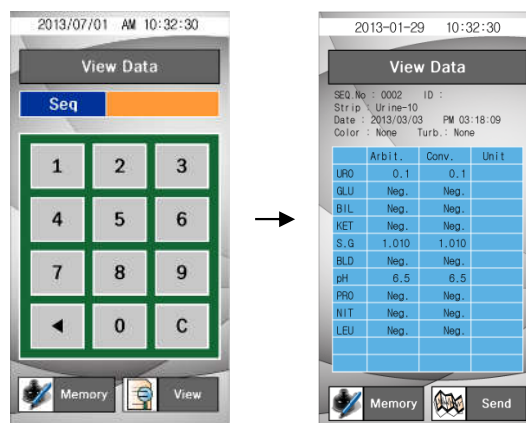 2013/07/01 AM 10:32:30
View Data
Seq
1 2 3
4 5 6
7 8 9
◀ 0 C
Memory View
2013-01-29 10:32:30
View Data
SEQ.No : 0002 ID :
Strip : Urine-10
Date : 2013/03/03 PM 03:18:09
Color : None Turb.: None
Arbit. Conv. Unit
URO 0.1 0.1
GLU Neg. Neg.
BIL Neg. Neg.
KET Neg. Neg.
S.G 1.010 1.010
BLD Neg. Neg.
pH 6.5 6.5
PRO Neg. Neg.
NIT Neg. Neg.
LEU Neg. Neg.
Memory Send